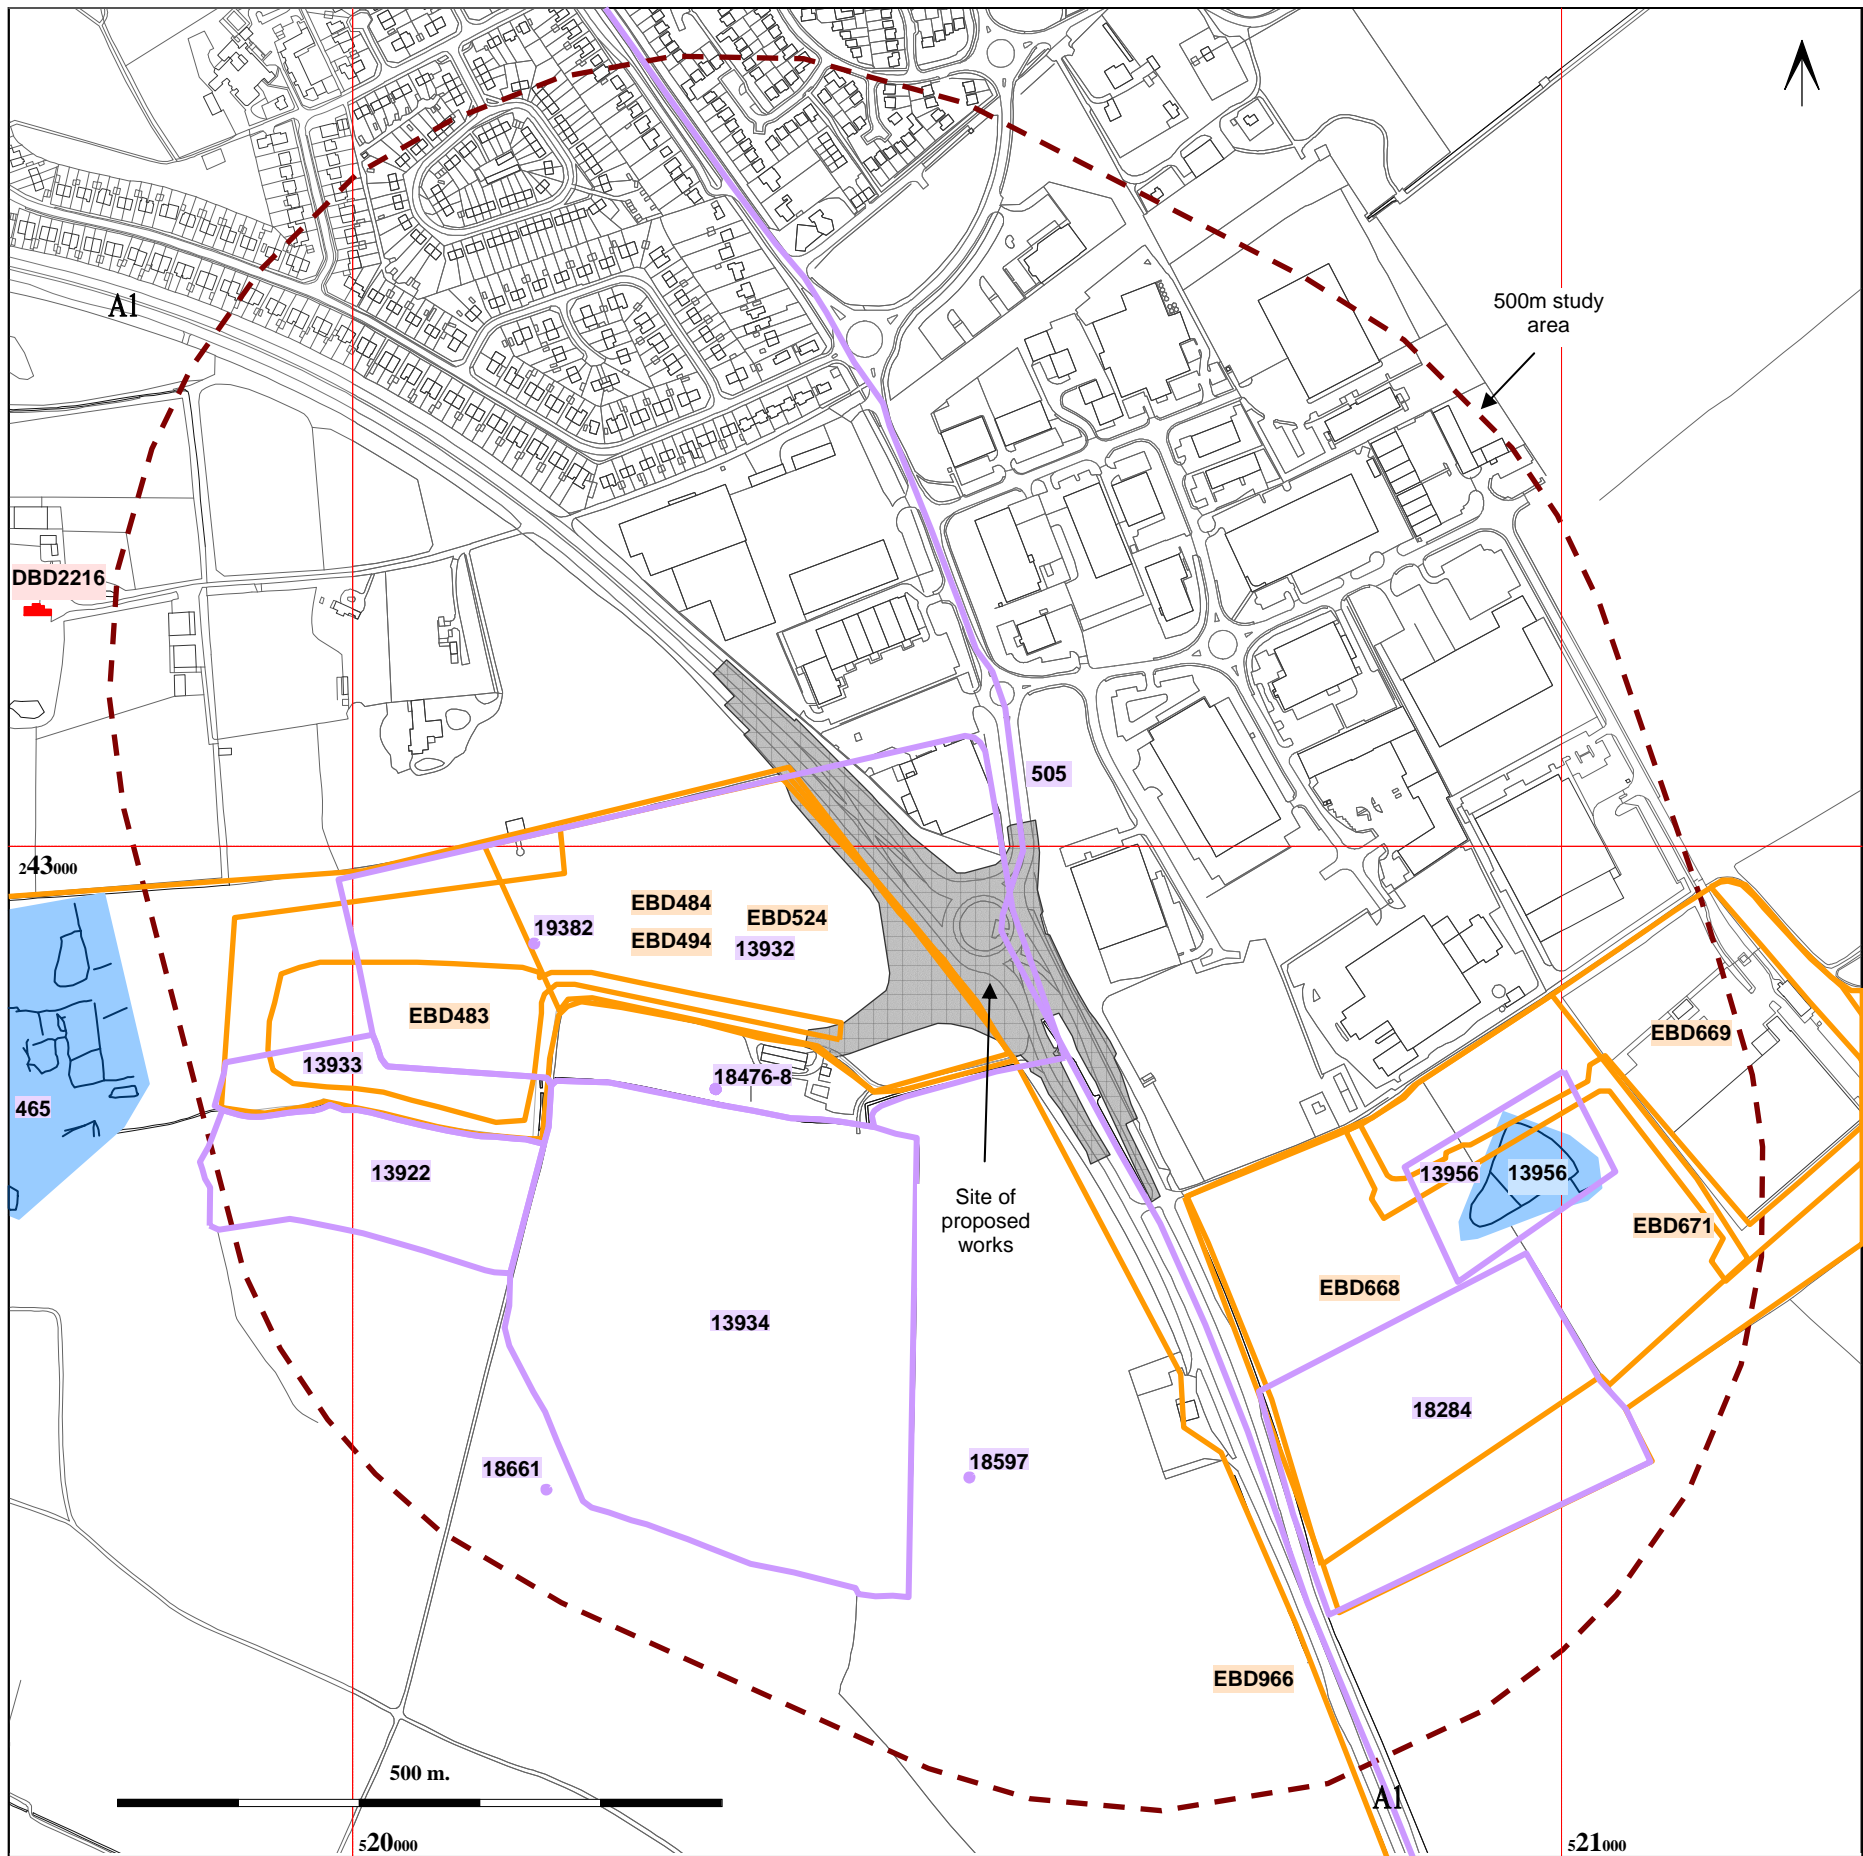 A1
500m study
area
DBD2216
505
243000
EBD484
EBD524
19382
EBD494
13932
EBD483
EBD669
13933
18476-8
465
13922
13956
13956
Site of
proposed
works
EBD671
EBD668
13934
18284
18661
18597
EBD966
500 m.
A1
520000
521000